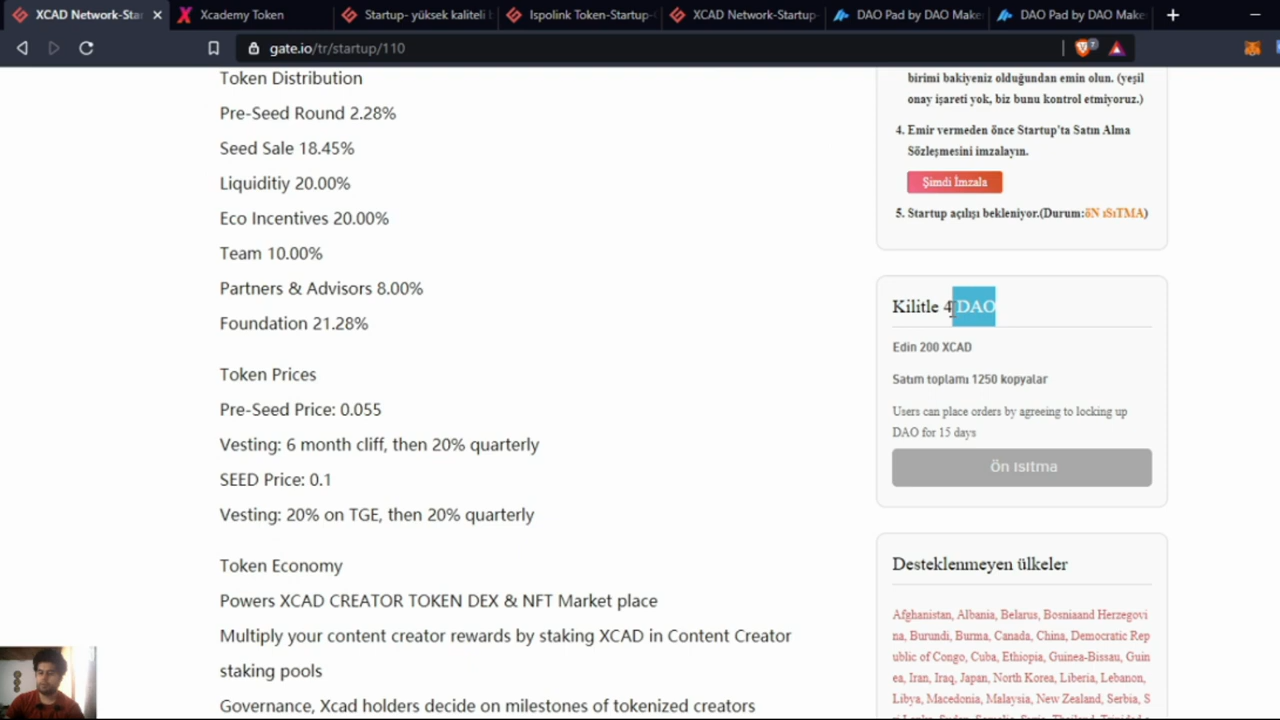 XCAD Network-Sta
Xcademy Token
Startup- yüksek kaliteli
Ispolink Token-Startup-
XCAD Network-Startup-
DAO Pad by DAO Make
DAO Pad by DAO Make
gate.io/tr/startup/110
Token Distribution
Pre-Seed Round 2.28%
Seed Sale 18.45%
Liquiditiy 20.00%
Eco Incentives 20.00%
Team 10.00%
Partners & Advisors 8.00%
Foundation 21.28%
Token Prices
Pre-Seed Price: 0.055
Vesting: 6 month cliff, then 20% quarterly
SEED Price: 0.1
Vesting: 20% on TGE, then 20% quarterly
Token Economy
Powers XCAD CREATOR TOKEN DEX & NFT Market place
Multiply your content creator rewards by staking XCAD in Content Creator
staking pools
Governance, Xcad holders decide on milestones of tokenized creators
birimi bakiyeniz olduğundan emin olun. (yeşil
onay işareti yok, biz bunu kontrol etmiyoruz.)
4. Emir vermeden önce Startup'ta Satın Alma
Sözleşmesini imzalayın.
Şimdi İmzala
5. Startup açılışı bekleniyor.(Durum:öN ıSıTMA)
Kilitle 4 DAO
Edin 200 XCAD
Satım toplamı 1250 kopyalar
Users can place orders by agreeing to locking up
DAO for 15 days
Ön ısıtma
Desteklenmeyen ülkeler
Afghanistan, Albania, Belarus, Bosniaand Herzegovi
na, Burundi, Burma, Canada, China, Democratic Rep
ublic of Congo, Cuba, Ethiopia, Guinea-Bissau, Guin
ea, Iran, Iraq, Japan, North Korea, Liberia, Lebanon,
Libya, Macedonia, Malaysia, New Zealand, Serbia, S